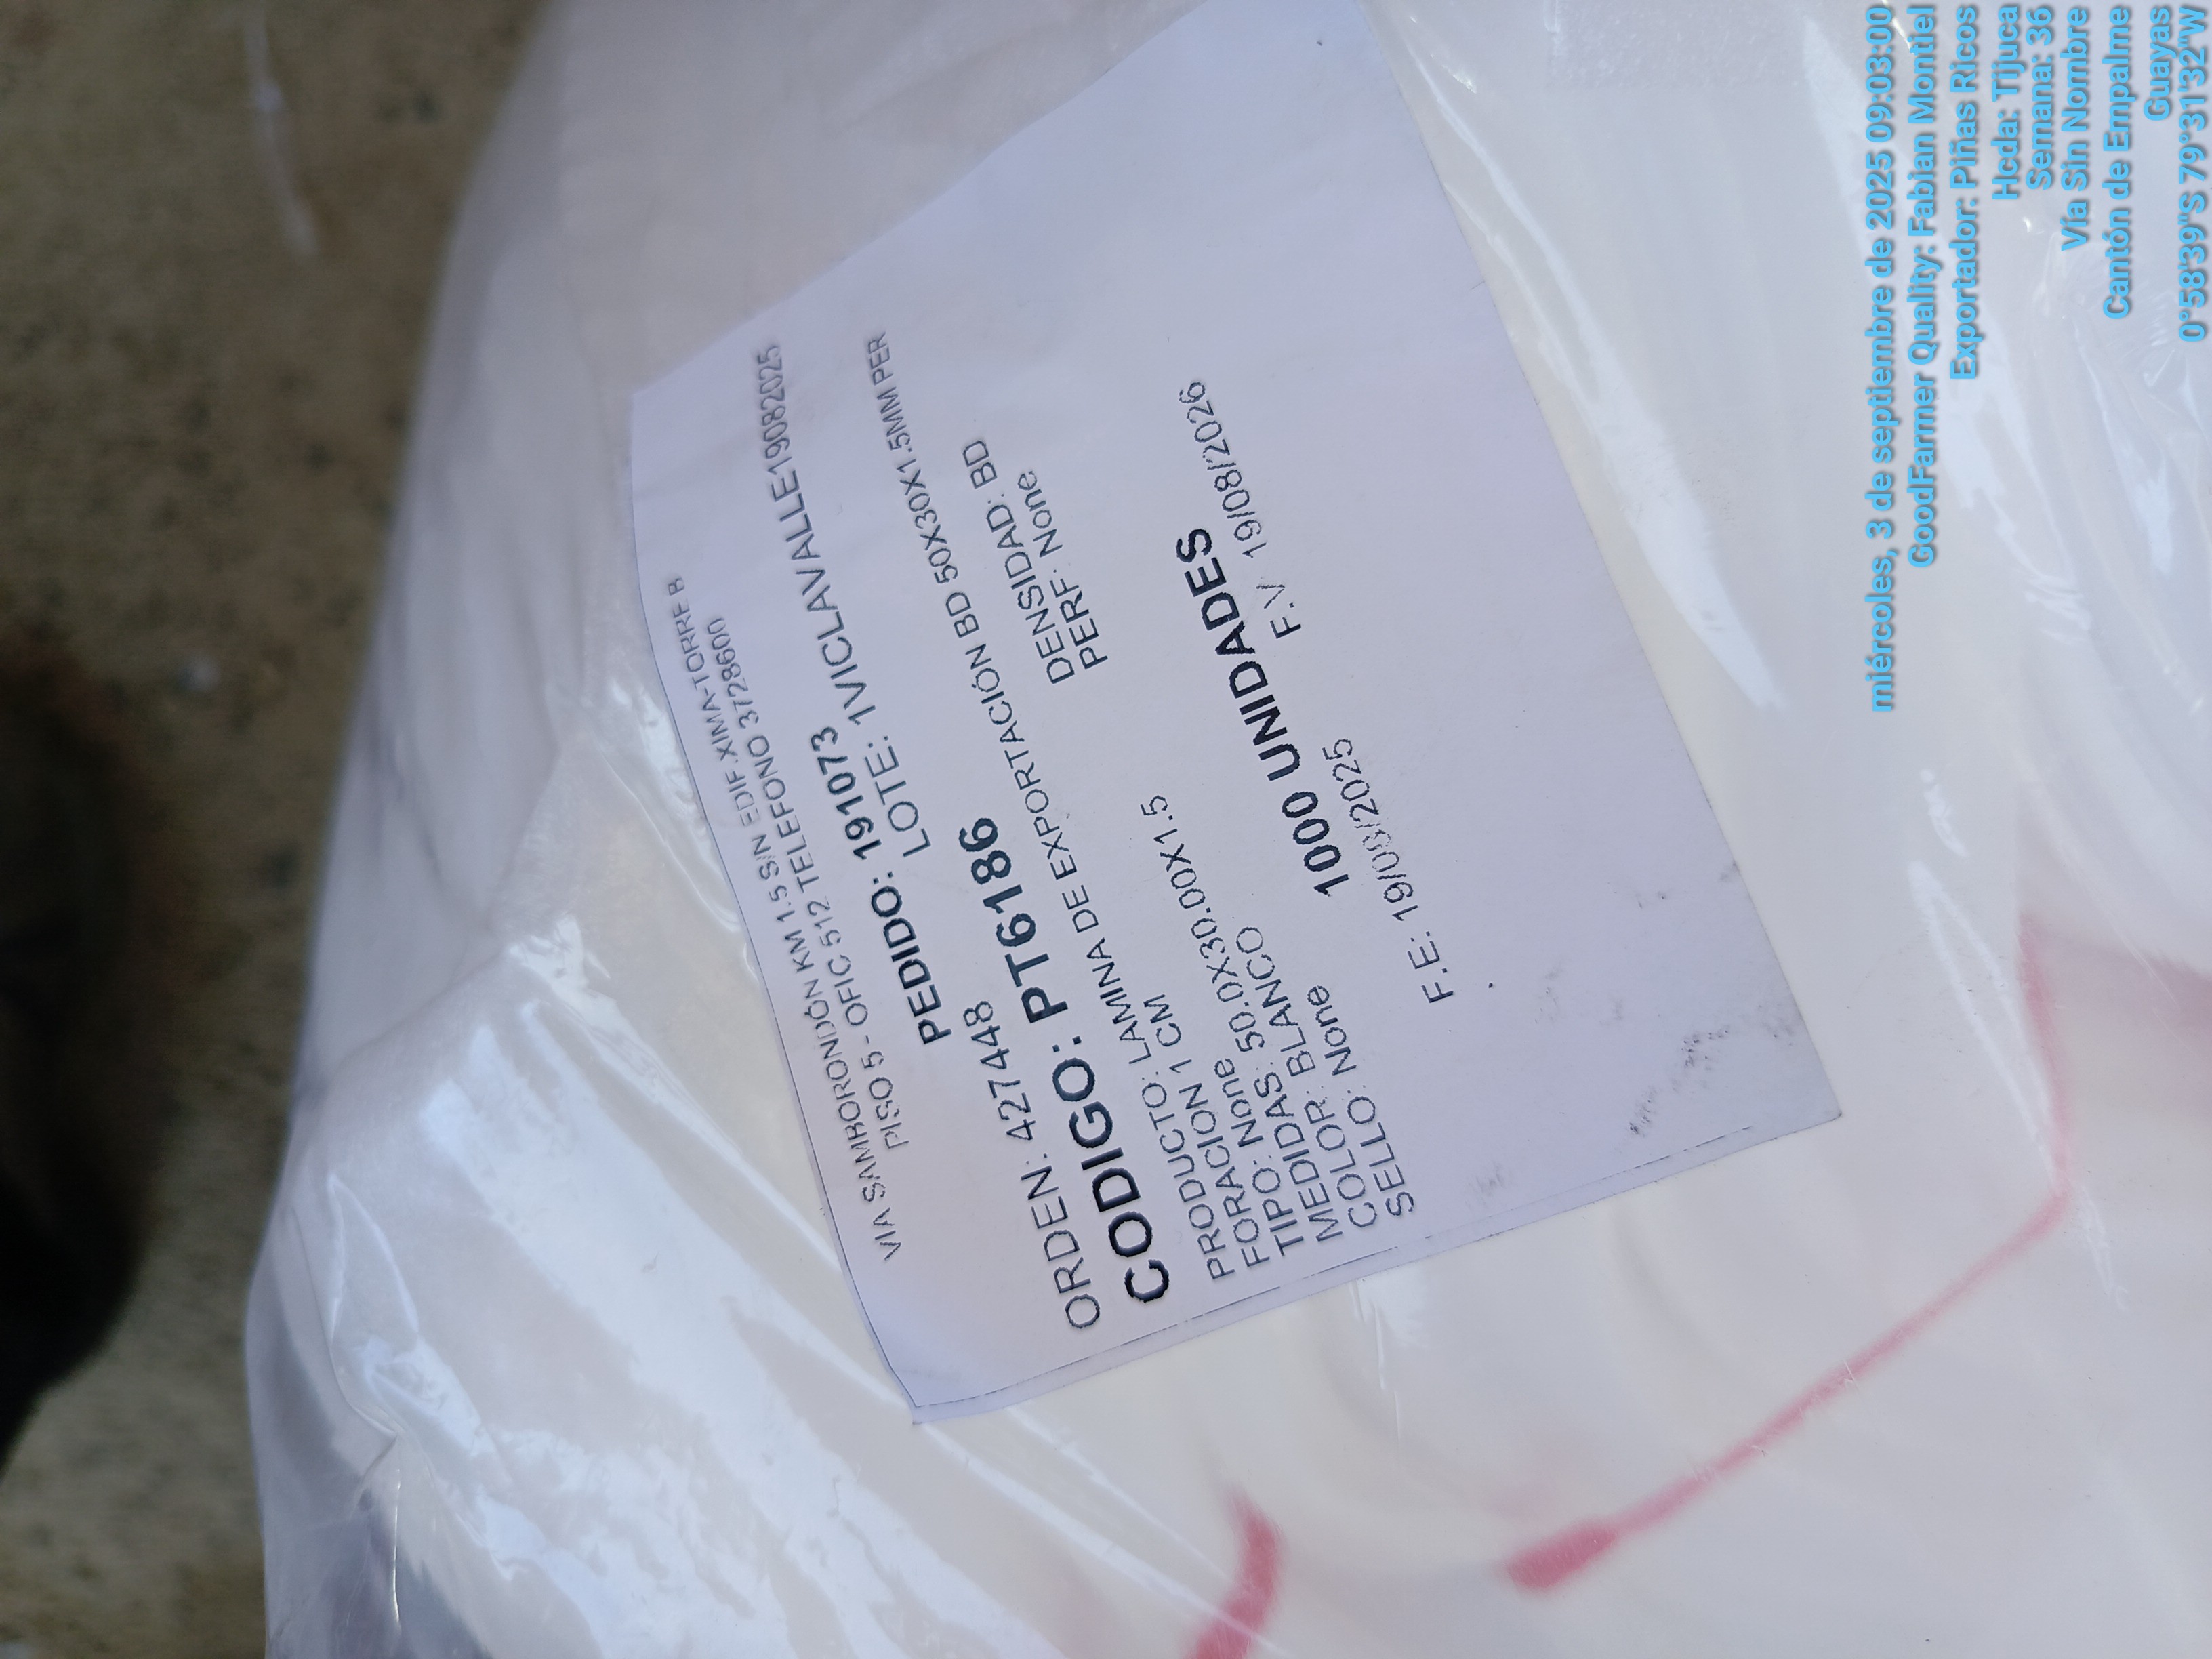 VÍA SAMBORONDÓN KM 1.5 S/N EDIF.XIMA-TORRE B
PISO 5 - OFIC 512 TELEFONO 3728600
PEDIDO: 191073
LOTE: 1VICLAVALLE19082025
ORDEN: 427448
CODIGO: PT6186
PRODUCTO: LAMINA DE EXPORTACIÓN BD 50X30X1.5MM PER
FORACION 1 CM
DENSIDAD: BD
TIPO: None
PERF: None
MEDIDAS: 50.0X30.00X1.5
COLOR: BLANCO
SELLO: None
1000 UNIDADES
F.E: 19/08/2025
F.V 19/08/2026
miércoles, 3 de septiembre de 2025 09:03:00
GoodFarmer Quality: Fabian Montiel
Exportador: Piñas Ricos
Hcda: Tijuca
Semana: 36
Vía Sin Nombre
Cantón de Empalme
Guayas
0°58'39"S 79°31'32"W